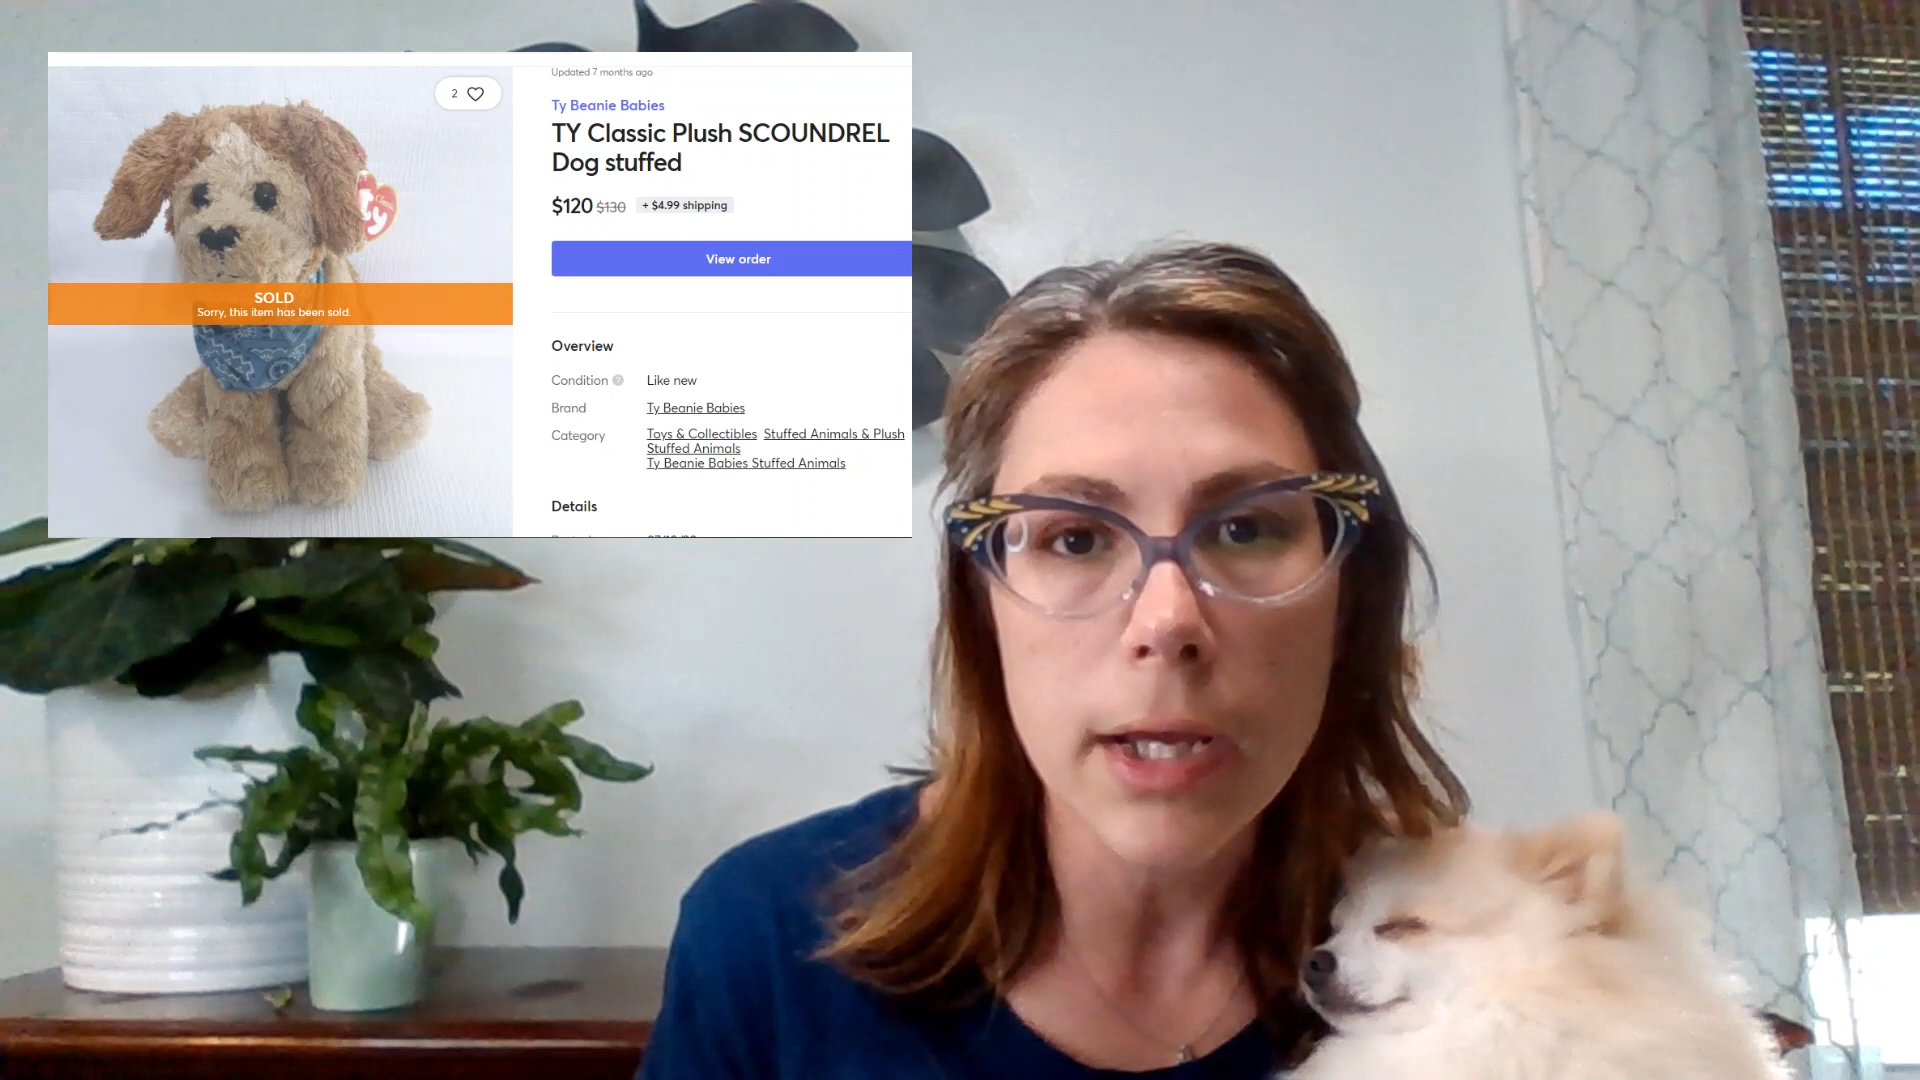 2
Updated 7 months ago
Ty Beanie Babies
TY Classic Plush SCOUNDREL
Dog stuffed
$120 $130 + $4.99 shipping
View order
SOLD
Sorry, this item has been sold.
Overview
Condition ? Like new
Brand Ty Beanie Babies
Category Toys & Collectibles Stuffed Animals & Plush
Stuffed Animals
Ty Beanie Babies Stuffed Animals
Details
ty